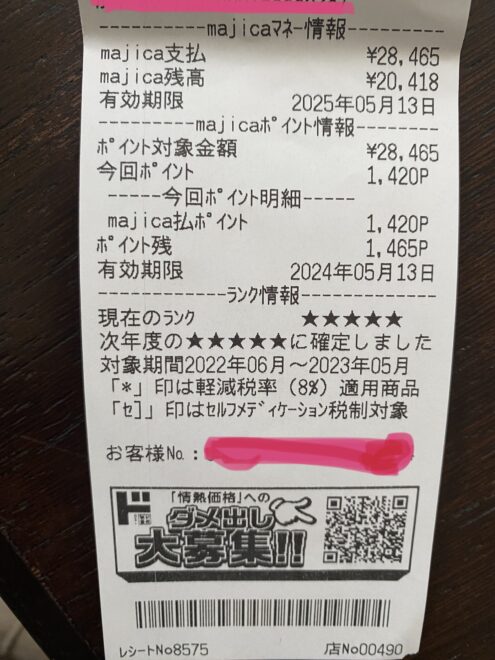 ----------majicaﾏﾈｰ情報----------
majica支払 ¥28,465
majica残高 ¥20,418
有効期限 2025年05月13日
---------majicaﾎﾟｲﾝﾄ情報---------
ﾎﾟｲﾝﾄ対象金額 ¥28,465
今回ﾎﾟｲﾝﾄ 1,420P
-----今回ﾎﾟｲﾝﾄ明細-----
majica払ﾎﾟｲﾝﾄ 1,420P
ﾎﾟｲﾝﾄ残 1,465P
有効期限 2024年05月13日
------------ﾗﾝｸ情報-------------
現在のﾗﾝｸ ★★★★★
次年度の★★★★★に確定しました
対象期間2022年06月～2023年05月
「*」印は軽減税率(8%)適用商品
「ｾ]」印はｾﾙﾌﾒﾃﾞｨｹｰｼｮﾝ税制対象
お客様No.:
ド 「情熱価格」への
ダメ出し
大募集!!
ﾚｼｰﾄNo8575 店No00490